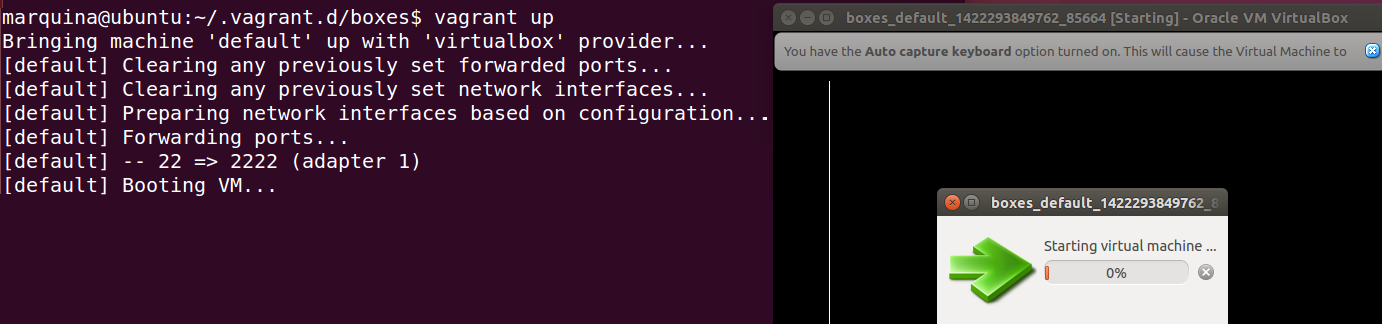 marquina@ubuntu:~/.vagrant.d/boxes$ vagrant up
Bringing machine 'default' up with 'virtualbox' provider...
[default] Clearing any previously set forwarded ports...
[default] Clearing any previously set network interfaces...
[default] Preparing network interfaces based on configuration...
[default] Forwarding ports...
[default] -- 22 => 2222 (adapter 1)
[default] Booting VM...
boxes_default_1422293849762_85664 [Starting] - Oracle VM VirtualBox
You have the Auto capture keyboard option turned on. This will cause the Virtual Machine to
boxes_default_1422293849762_8
Starting virtual machine ...
0%